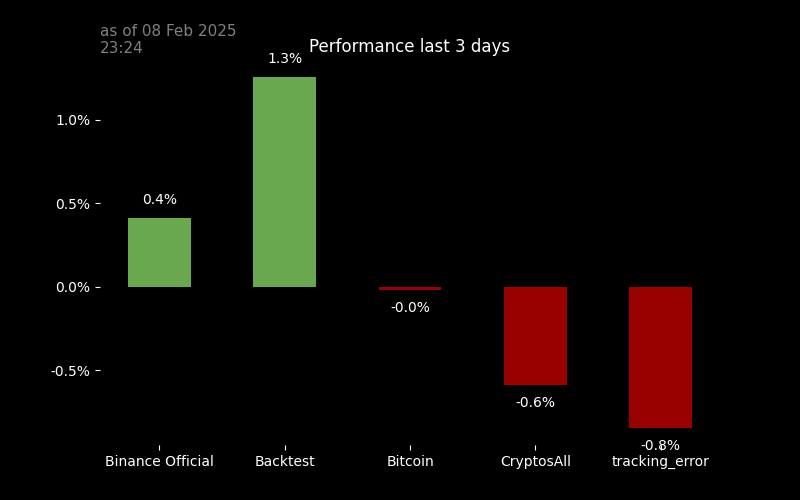 as of 08 Feb 2025
23:24
Performance last 3 days
1.3%
1.0%
0.4%
0.5%
0.0%
-0.0%
-0.5%
-0.6%
-0.8%
Binance Official
Backtest
Bitcoin
CryptosAll
tracking_error